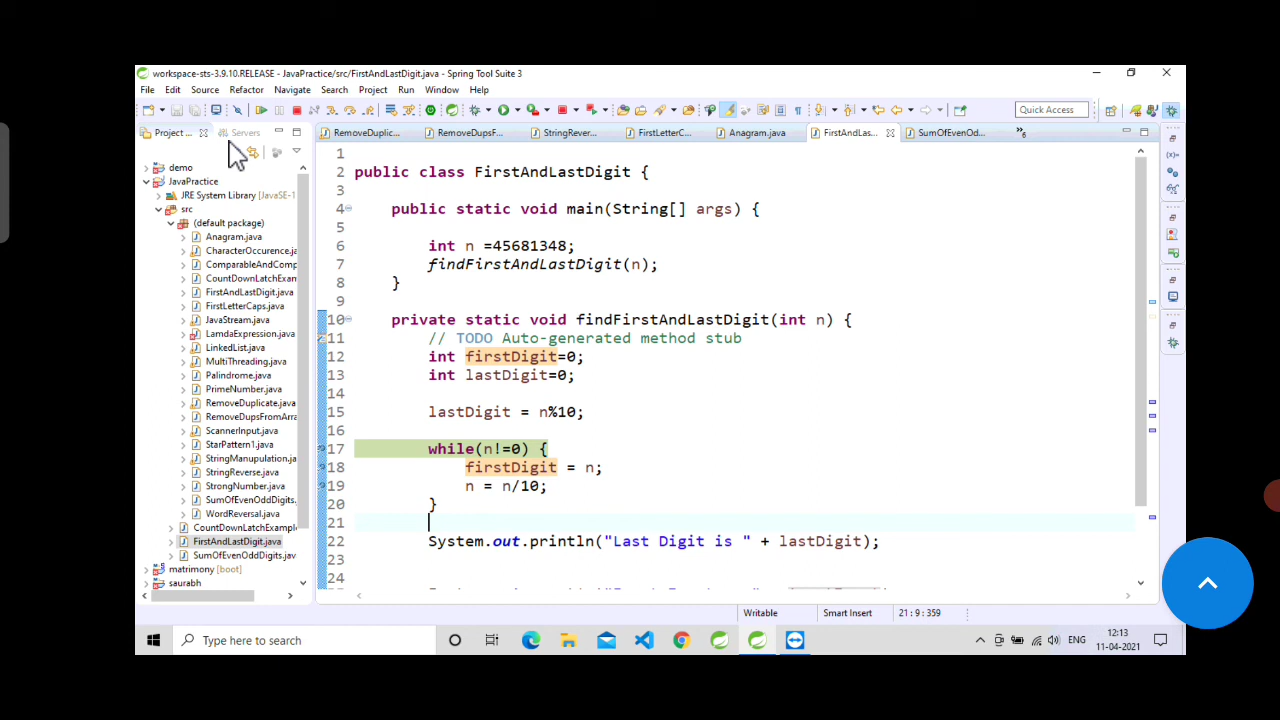 workspace-sts-3.9.10.RELEASE - JavaPractice/src/FirstAndLastDigit.java - Spring Tool Suite 3
File Edit Source Refactor Navigate Search Project Run Window Help
Quick Access
Project ... Servers
RemoveDuplic... RemoveDupsF... StringRever... FirstLetterC... Anagram.java FirstAndLas... SumOfEvenOd... »6
demo
JavaPractice
JRE System Library [JavaSE-1
src
(default package)
Anagram.java
CharacterOccurence.ja
ComparableAndComp
CountDownLatchExam
FirstAndLastDigit.java
FirstLetterCaps.java
JavaStream.java
LamdaExpression.java
LinkedList.java
MultiThreading.java
Palindrome.java
PrimeNumber.java
RemoveDuplicate.java
RemoveDupsFromArra
ScannerInput.java
StarPattern1.java
StringManupulation.jav
StringReverse.java
StrongNumber.java
SumOfEvenOddDigits.
WordReversal.java
CountDownLatchExample
FirstAndLastDigit.java
SumOfEvenOddDigits.jav
matrimony [boot]
saurabh
1
2 public class FirstAndLastDigit {
3
4 public static void main(String[] args) {
5
6 int n =45681348;
7 findFirstAndLastDigit(n);
8 }
9
10 private static void findFirstAndLastDigit(int n) {
11 // TODO Auto-generated method stub
12 int firstDigit=0;
13 int lastDigit=0;
14
15 lastDigit = n%10;
16
17 while(n!=0) {
18 firstDigit = n;
19 n = n/10;
20 }
21
22 System.out.println("Last Digit is " + lastDigit);
23
24
Writable Smart Insert 21 : 9 : 359
Type here to search
ENG
12:13
11-04-2021